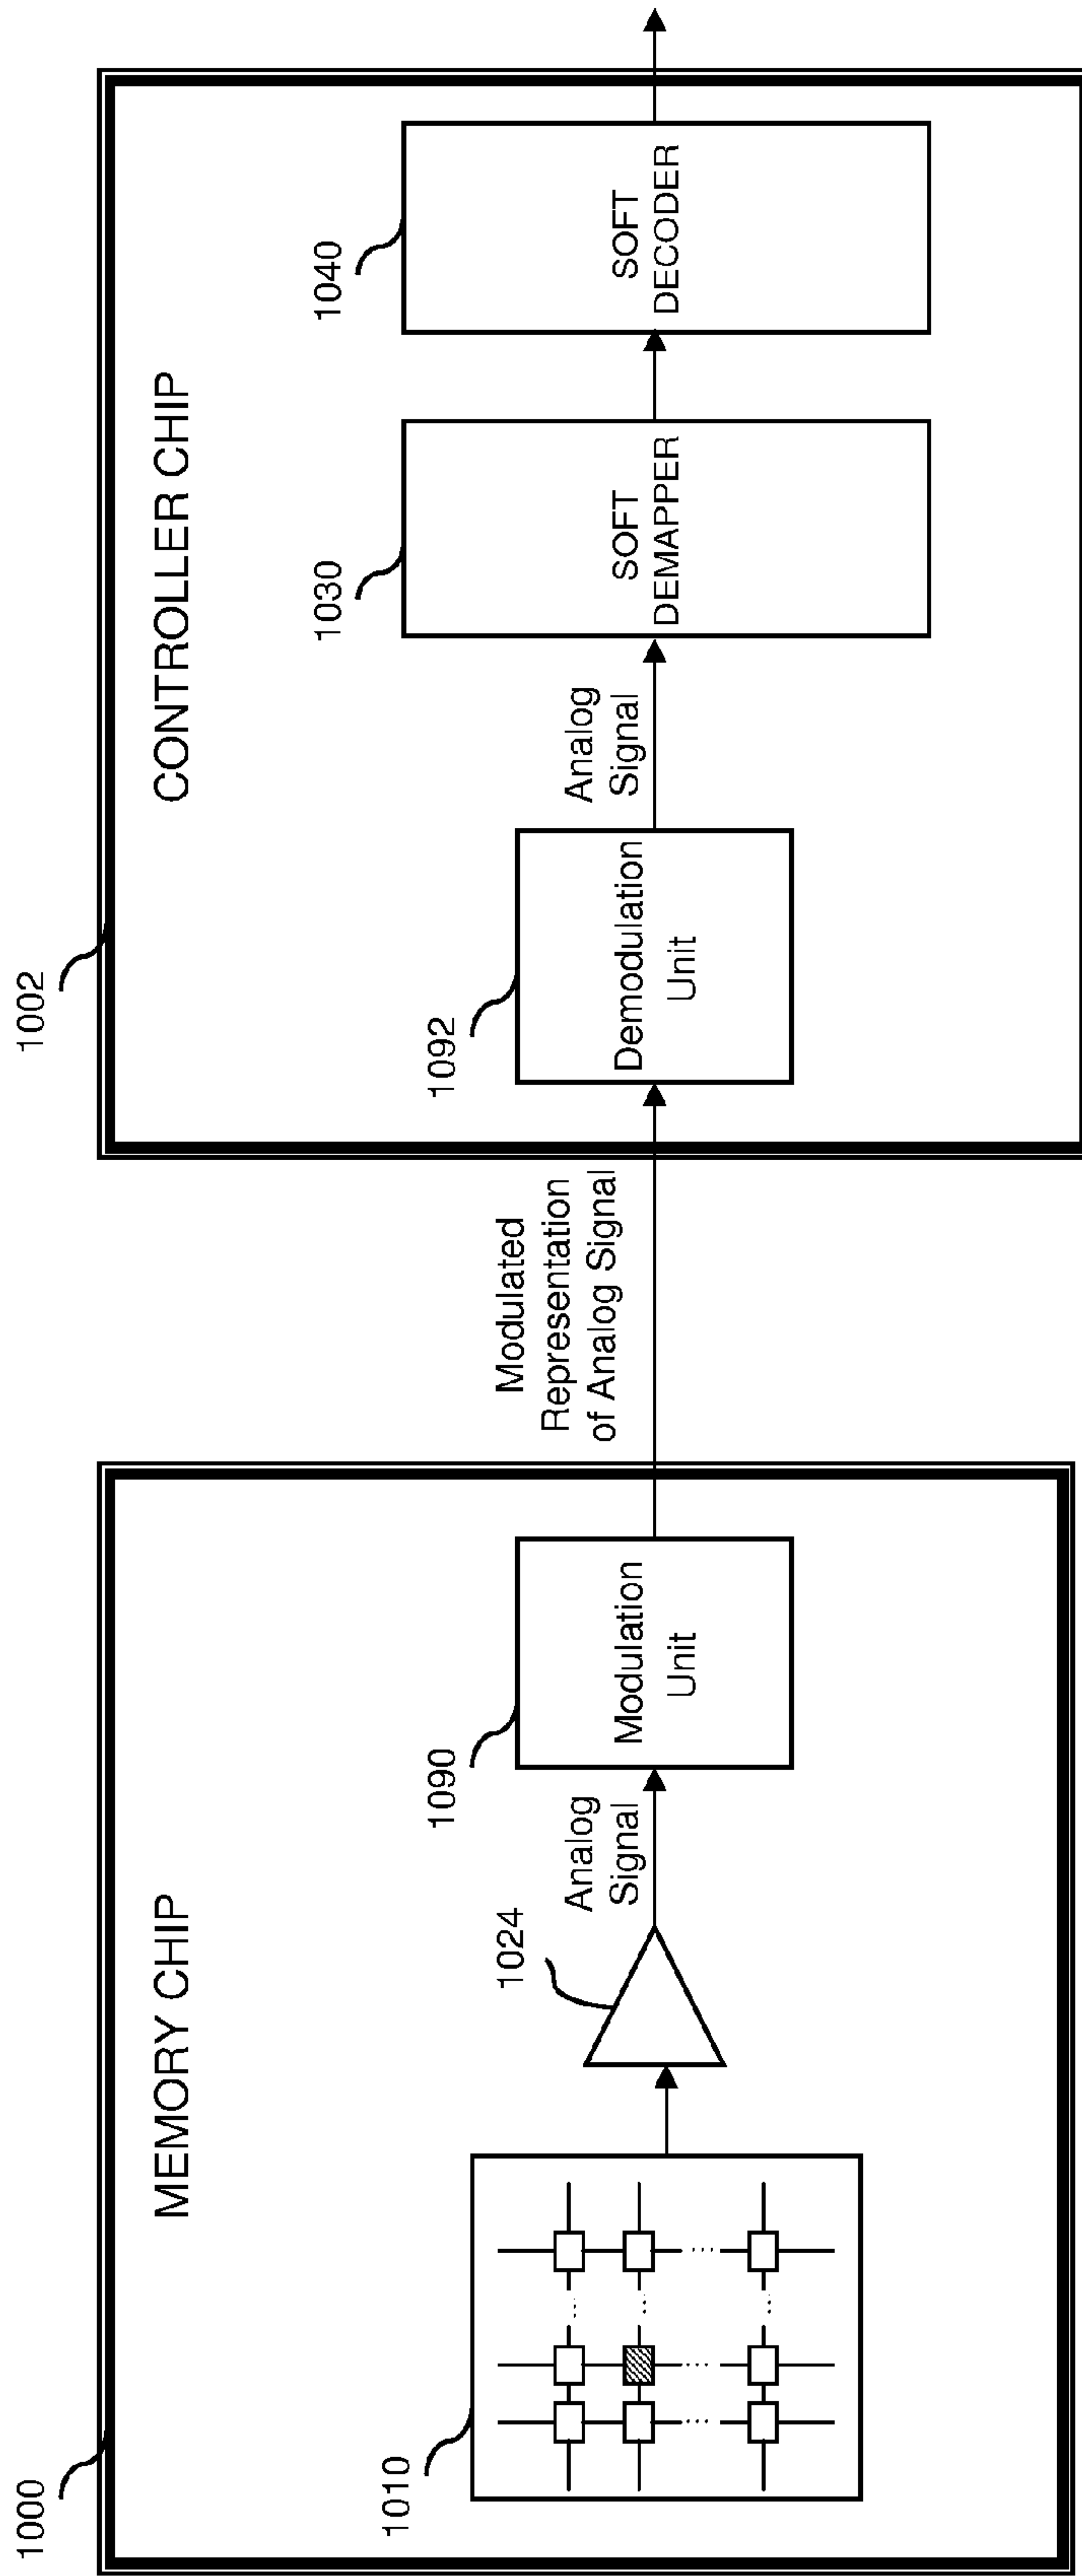 1000
MEMORY CHIP
1010
1024
Analog
Signal
1090
Modulation
Unit
Modulated
Representation
of Analog Signal
1002
CONTROLLER CHIP
1092
Demodulation
Unit
Analog
Signal
1030
SOFT
DEMAPPER
1040
SOFT
DECODER